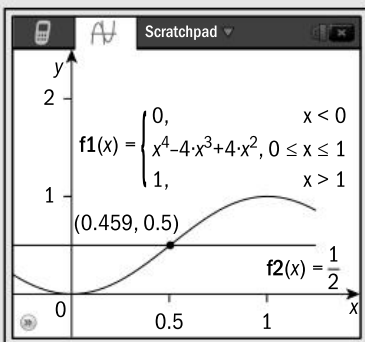 Scratchpad
y
2
f1(x) = { 0, x < 0
x⁴–4·x³+4·x², 0 ≤ x ≤ 1
1, x > 1
1
(0.459, 0.5)
f2(x) = 1/2
0 0.5 1 x